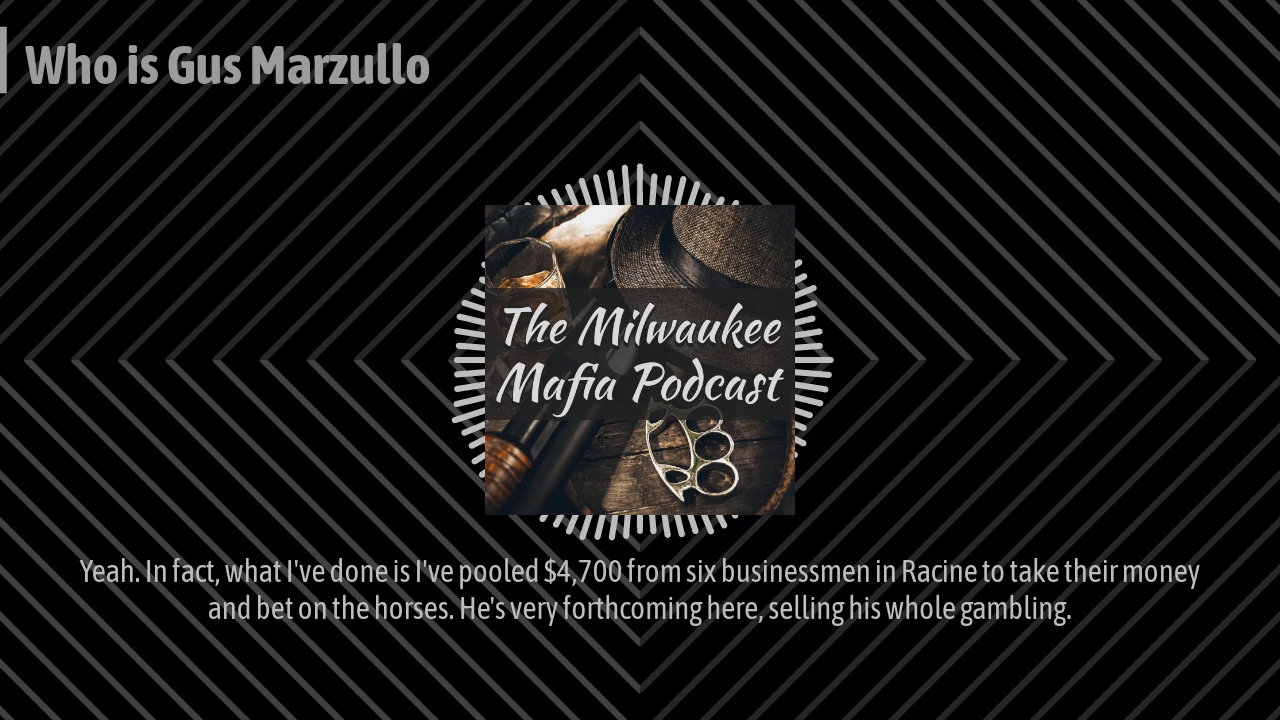 Who is Gus Marzullo
The Milwaukee
Mafia Podcast
Yeah. In fact, what I've done is I've pooled $4,700 from six businessmen in Racine to take their money
and bet on the horses. He's very forthcoming here, selling his whole gambling.